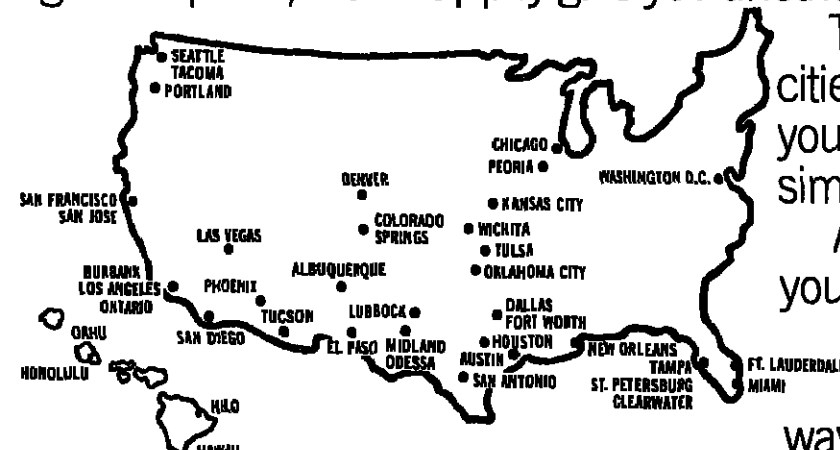 SEATTLE
TACOMA
PORTLAND
CHICAGO
PEORIA
WASHINGTON D.C.
DENVER
KANSAS CITY
SAN FRANCISCO
SAN JOSE
COLORADO
SPRINGS
WICHITA
LAS VEGAS
TULSA
ALBUQUERQUE
OKLAHOMA CITY
BURBANK
LOS ANGELES
ONTARIO
PHOENIX
LUBBOCK
DALLAS
FORT WORTH
TUCSON
SAN DIEGO
EL PASO
MIDLAND
ODESSA
HOUSTON
AUSTIN
SAN ANTONIO
NEW ORLEANS
TAMPA
ST. PETERSBURG
CLEARWATER
FT. LAUDERDAL
MIAMI
OAHU
HONOLULU
HILO
HAWAII
citie
you
sim
you
way